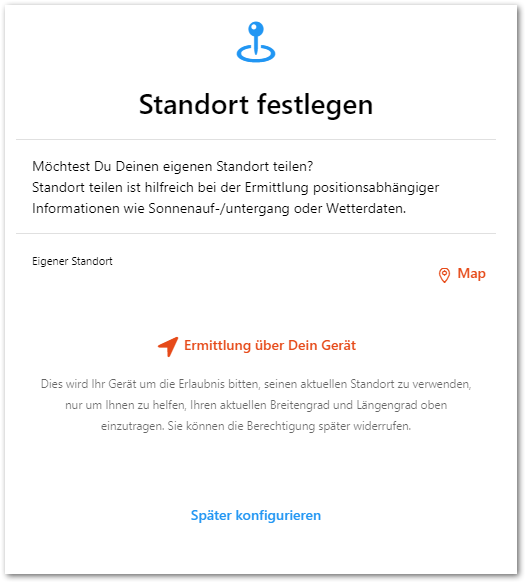 Standort festlegen
Möchtest Du Deinen eigenen Standort teilen?
Standort teilen ist hilfreich bei der Ermittlung positionsabhängiger
Informationen wie Sonnenauf-/untergang oder Wetterdaten.
Eigener Standort
Map
Ermittlung über Dein Gerät
Dies wird Ihr Gerät um die Erlaubnis bitten, seinen aktuellen Standort zu verwenden,
nur um Ihnen zu helfen, Ihren aktuellen Breitengrad und Längengrad oben
einzutragen. Sie können die Berechtigung später widerrufen.
Später konfigurieren